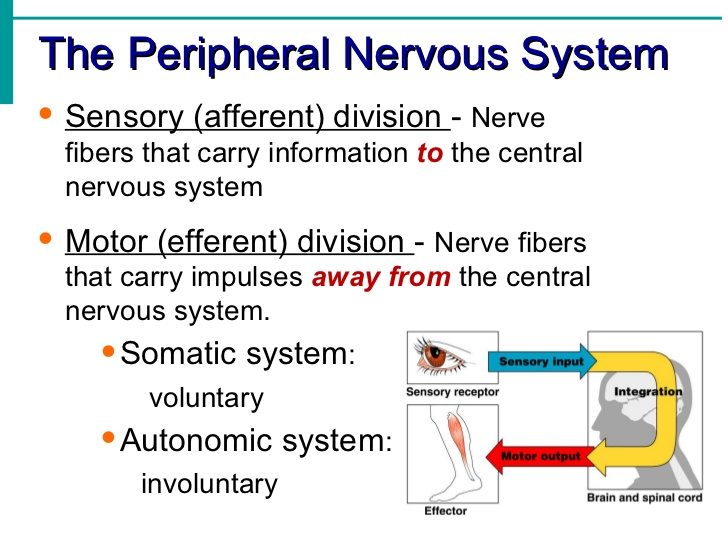 The Peripheral Nervous System
• Sensory (afferent) division - Nerve
fibers that carry information to the central
nervous system
• Motor (efferent) division - Nerve fibers
that carry impulses away from the central
nervous system.
• Somatic system:
voluntary
• Autonomic system:
involuntary
Sensory input
Sensory receptor
Integration
Motor output
Brain and spinal cord
Effector